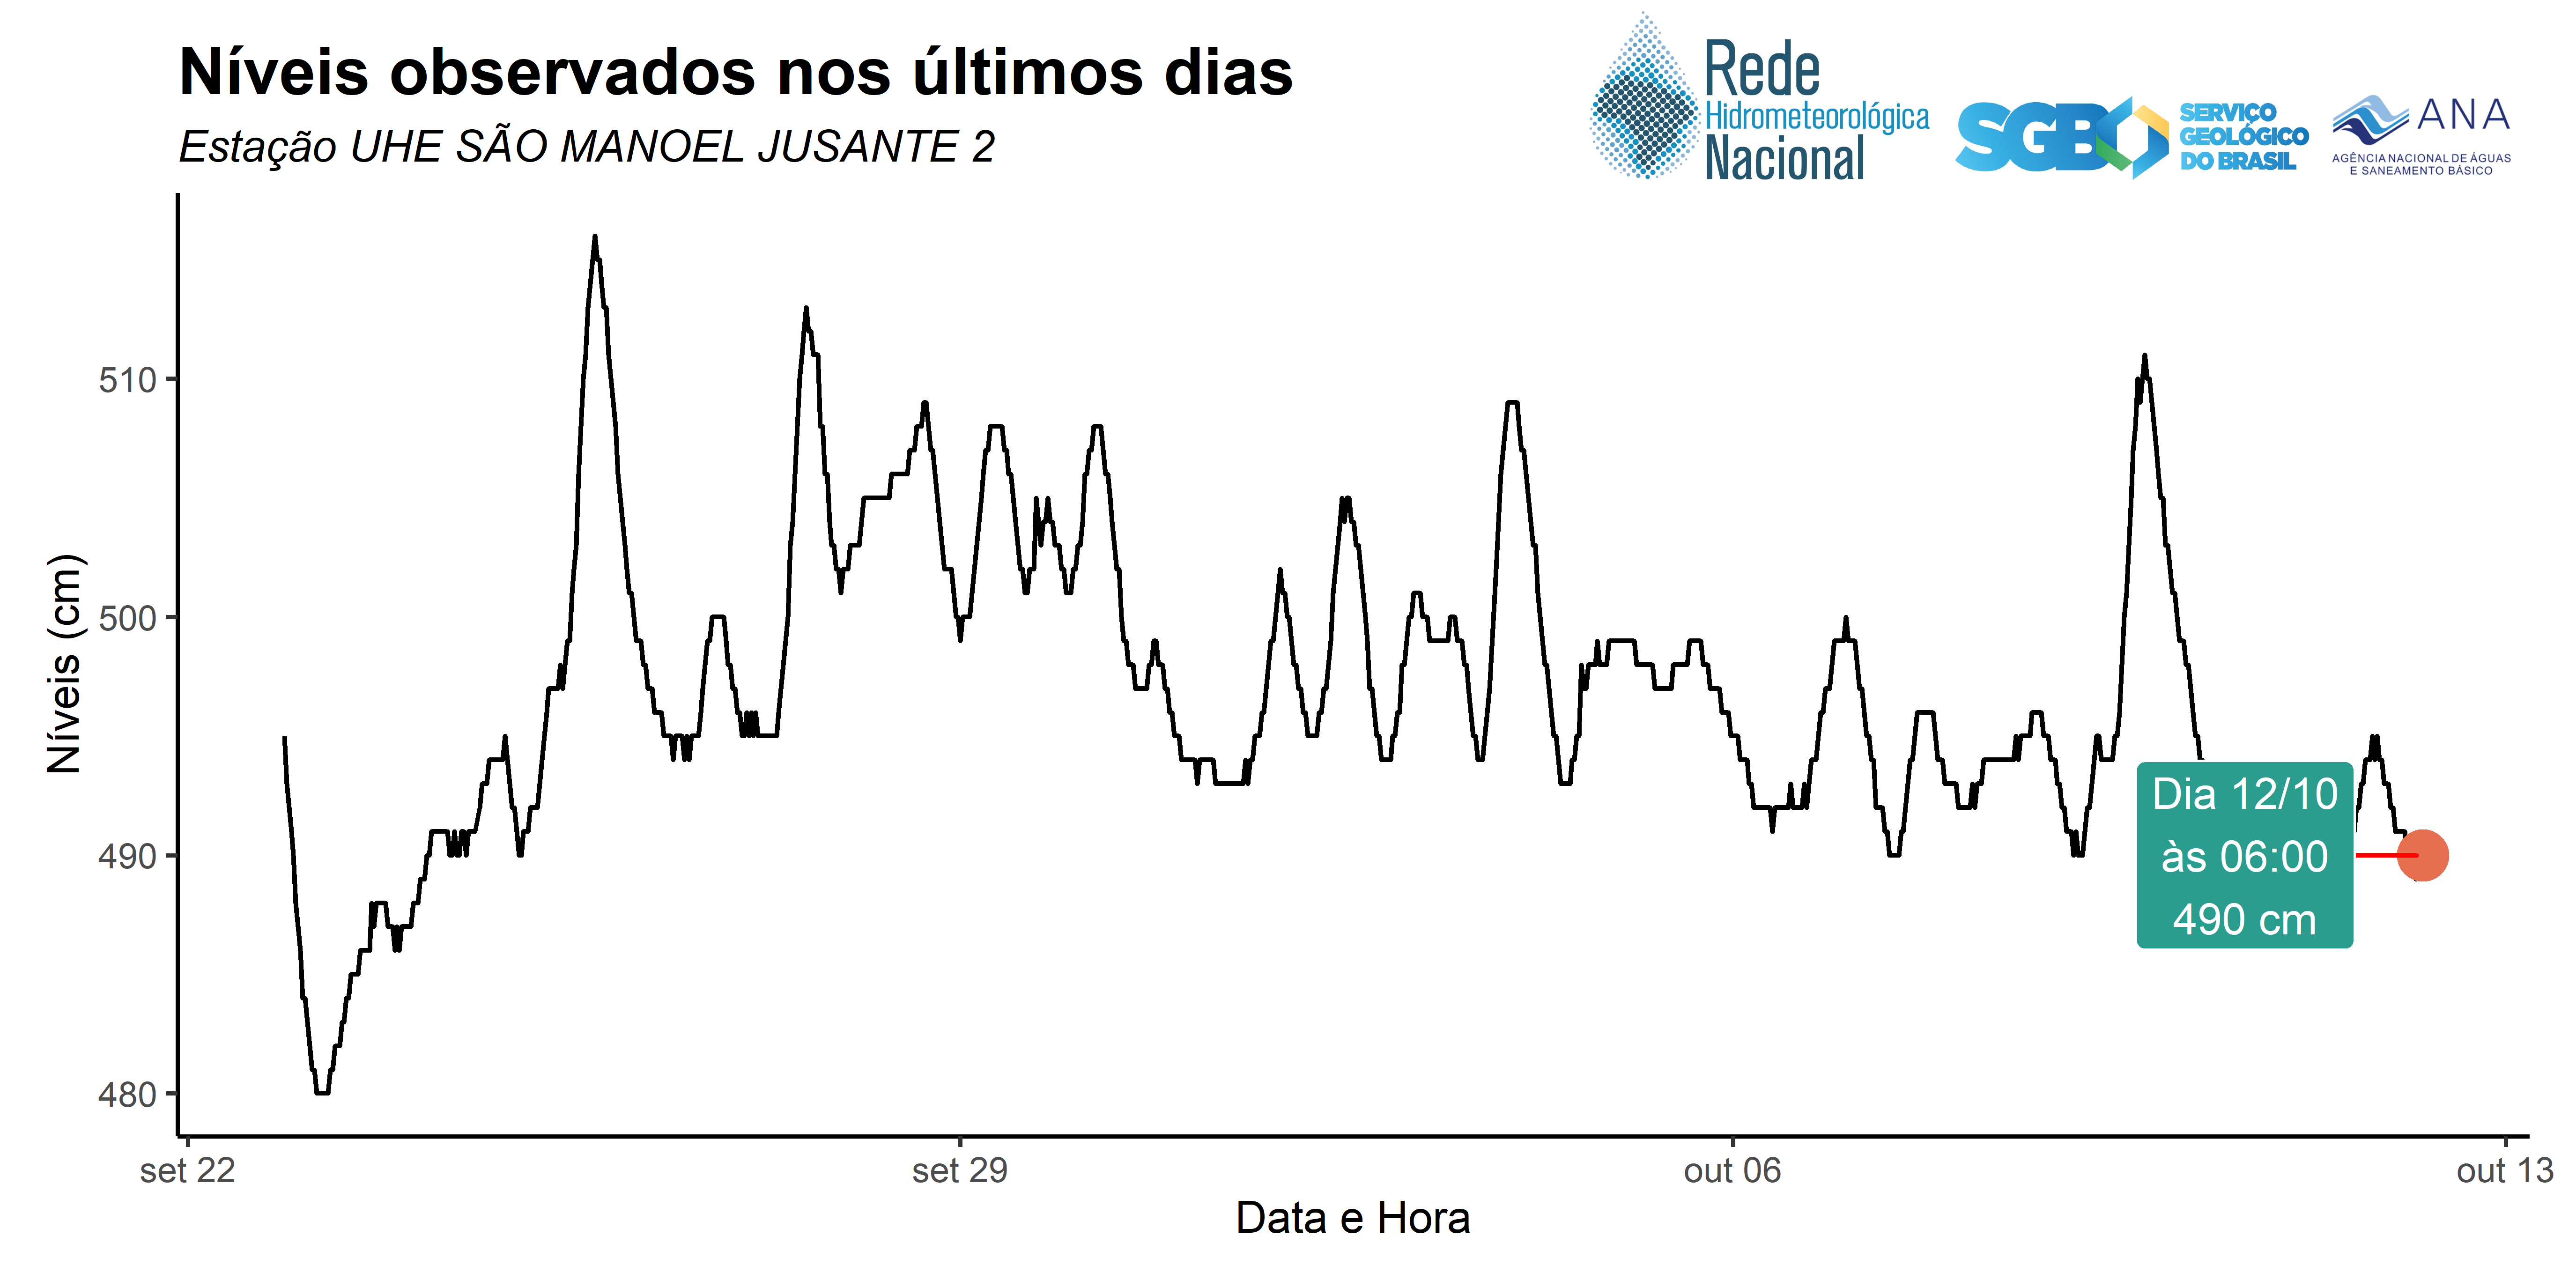 Níveis observados nos últimos dias
Estação UHE SÃO MANOEL JUSANTE 2
Rede
Hidrometeorológica
Nacional
SGB
SERVIÇO
GEOLÓGICO
DO BRASIL
ANA
AGÊNCIA NACIONAL DE ÁGUAS
E SANEAMENTO BÁSICO
Níveis (cm)
510
500
490
480
Dia 12/10
às 06:00
490 cm
set 22
set 29
out 06
out 13
Data e Hora